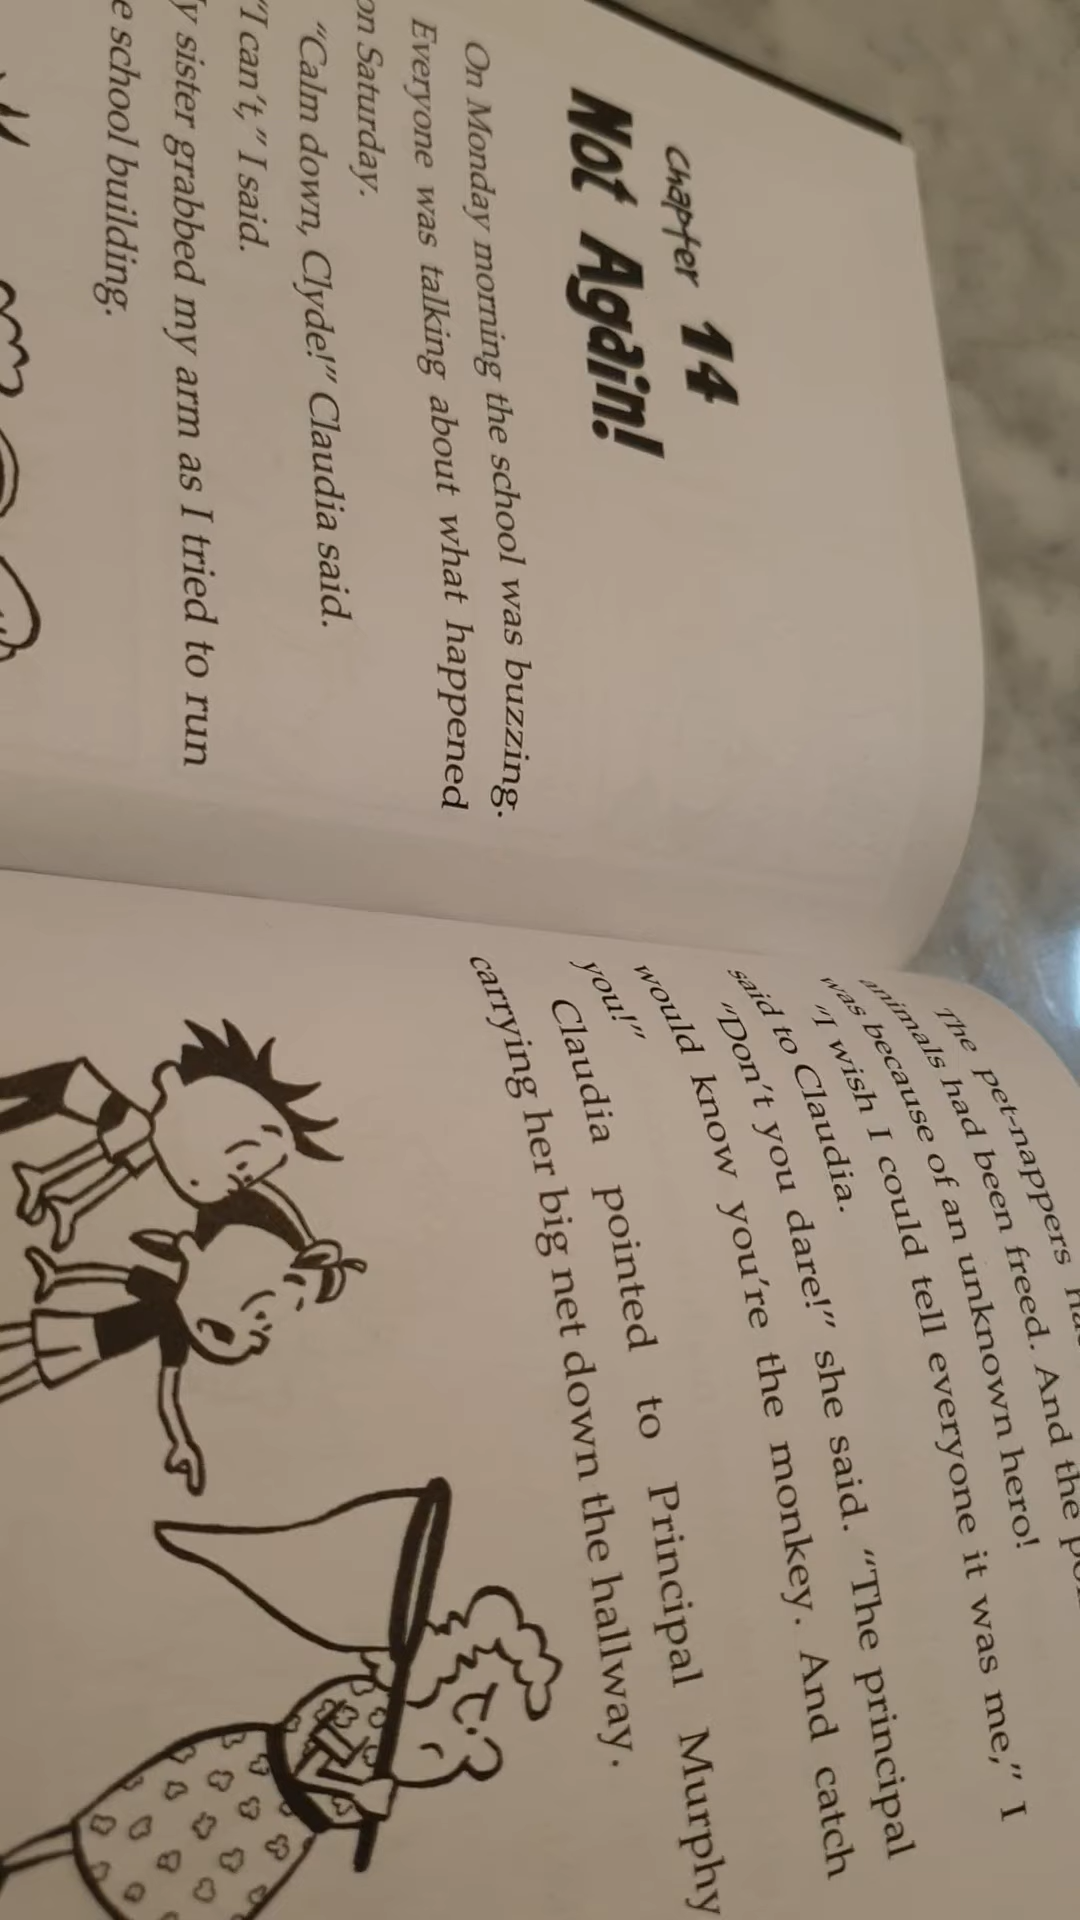 Chapter 14
Not Again!
On Monday morning the school was buzzing.
Everyone was talking about what happened
on Saturday.
"Calm down, Clyde!" Claudia said.
"I can't," I said.
y sister grabbed my arm as I tried to run
e school building.
The pet-nappers
animals had been freed. And the
was because of an unknown hero!
"I wish I could tell everyone it was me," I
said to Claudia.
"Don't you dare!" she said. "The principal
would know you're the monkey. And catch
you!"
Claudia pointed to Principal Murphy
carrying her big net down the hallway.